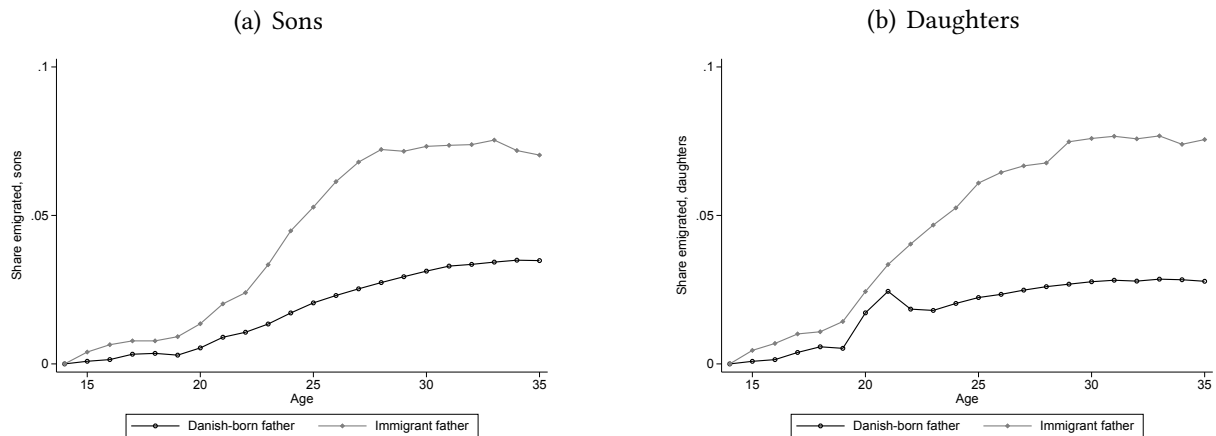 (a) Sons
.1
.05
0
Share emigrated, sons
15 20 25 30 35
Age
Danish-born father Immigrant father
(b) Daughters
.1
.05
0
Share emigrated, daughters
15 20 25 30 35
Age
Danish-born father Immigrant father